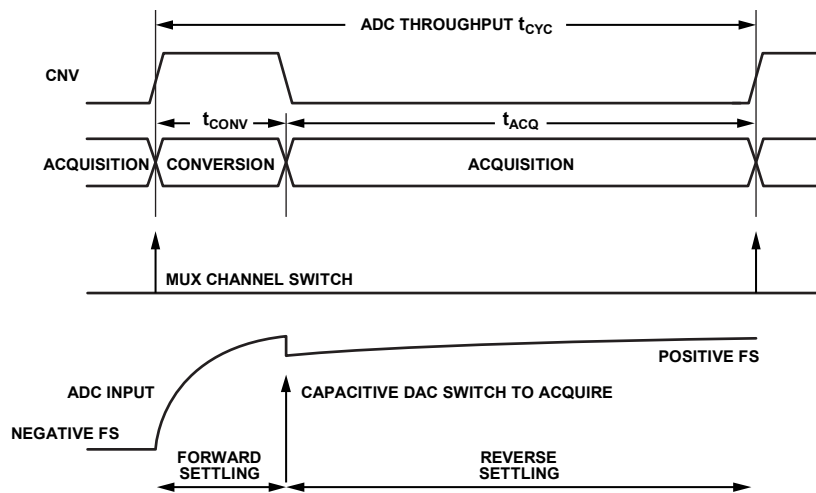 ADC THROUGHPUT tCYC
CNV
tCONV
tACQ
ACQUISITION
CONVERSION
ACQUISITION
MUX CHANNEL SWITCH
POSITIVE FS
ADC INPUT
CAPACITIVE DAC SWITCH TO ACQUIRE
NEGATIVE FS
FORWARD
SETTLING
REVERSE
SETTLING